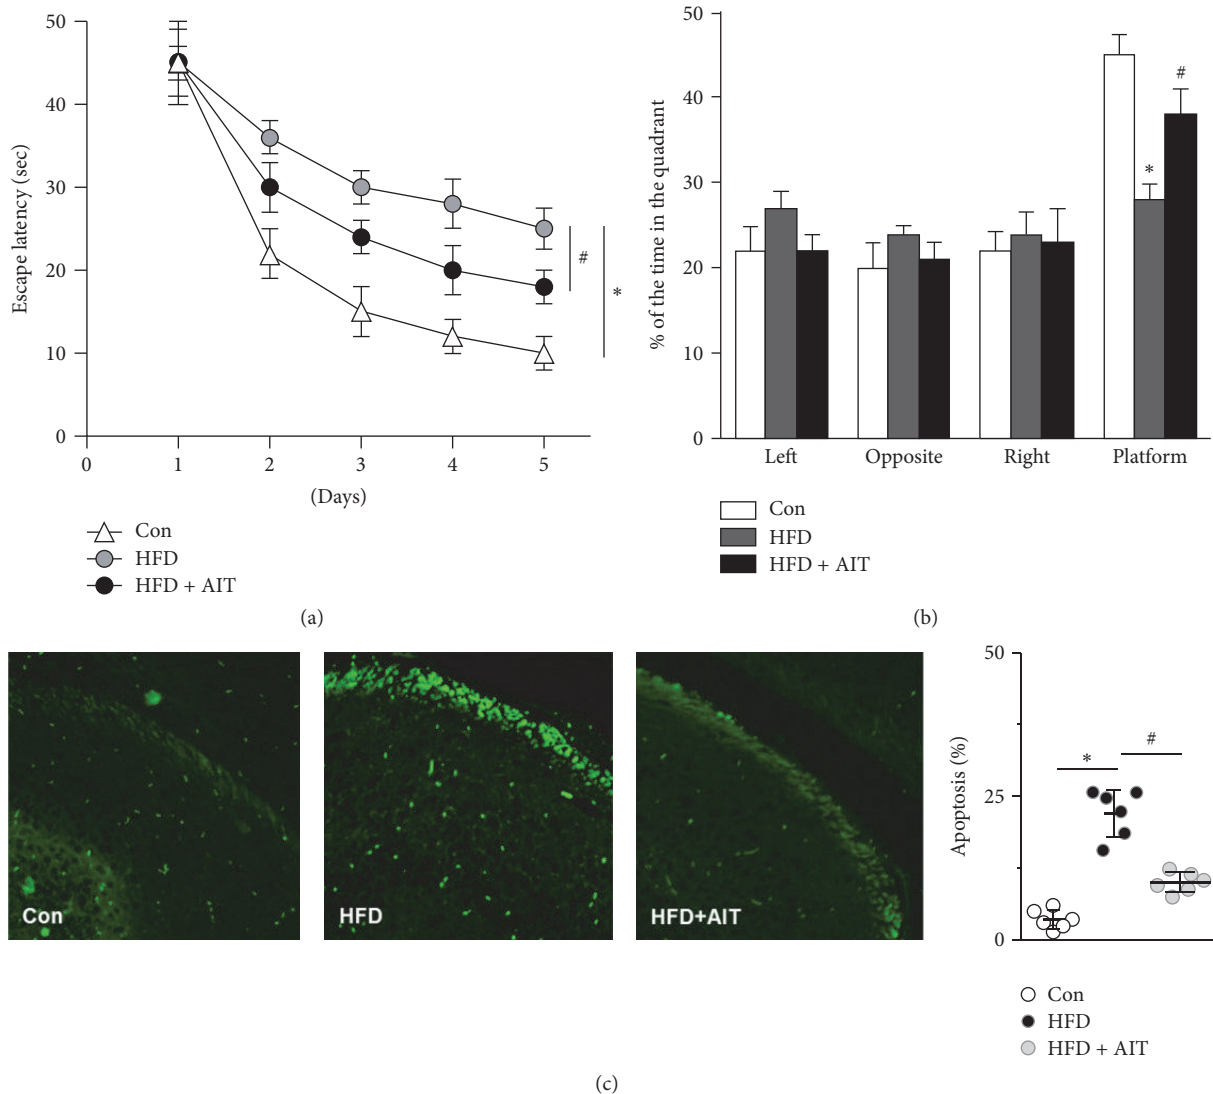 50
40
30
20
10
0
Escape latency (sec)
0 1 2 3 4 5
(Days)
#
*
Con
HFD
HFD + AIT
(a)
50
40
30
20
10
0
% of the time in the quadrant
*
#
Left Opposite Right Platform
Con
HFD
HFD + AIT
(b)
Con
HFD
HFD+AIT
50
25
0
Apoptosis (%)
*
#
Con
HFD
HFD + AIT
(c)